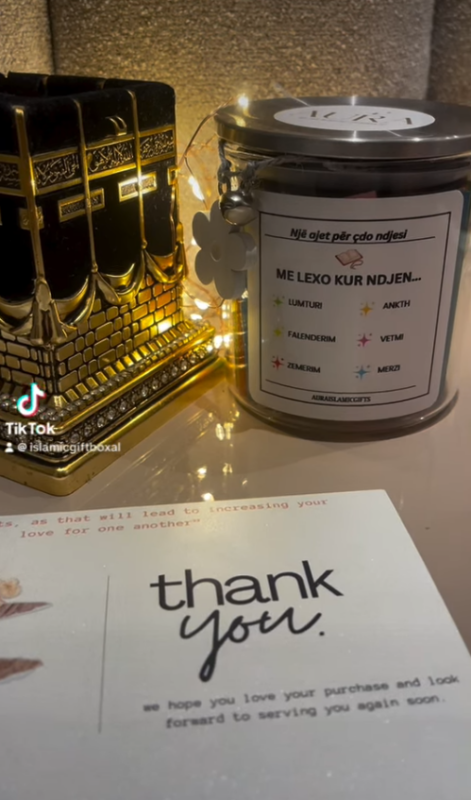 AURA
Një ajet për çdo ndjesi
ME LEXO KUR NDJEN...
LUMTURI
ANKTH
FALENDERIM
VETMI
ZEMERIM
MERZI
AURAISLAMICGIFTS
TikTok
@islamicgiftboxal
as that will lead to increasing your
love for one another"
thank
you.
we hope you love your purchase and look
forward to serving you again soon.